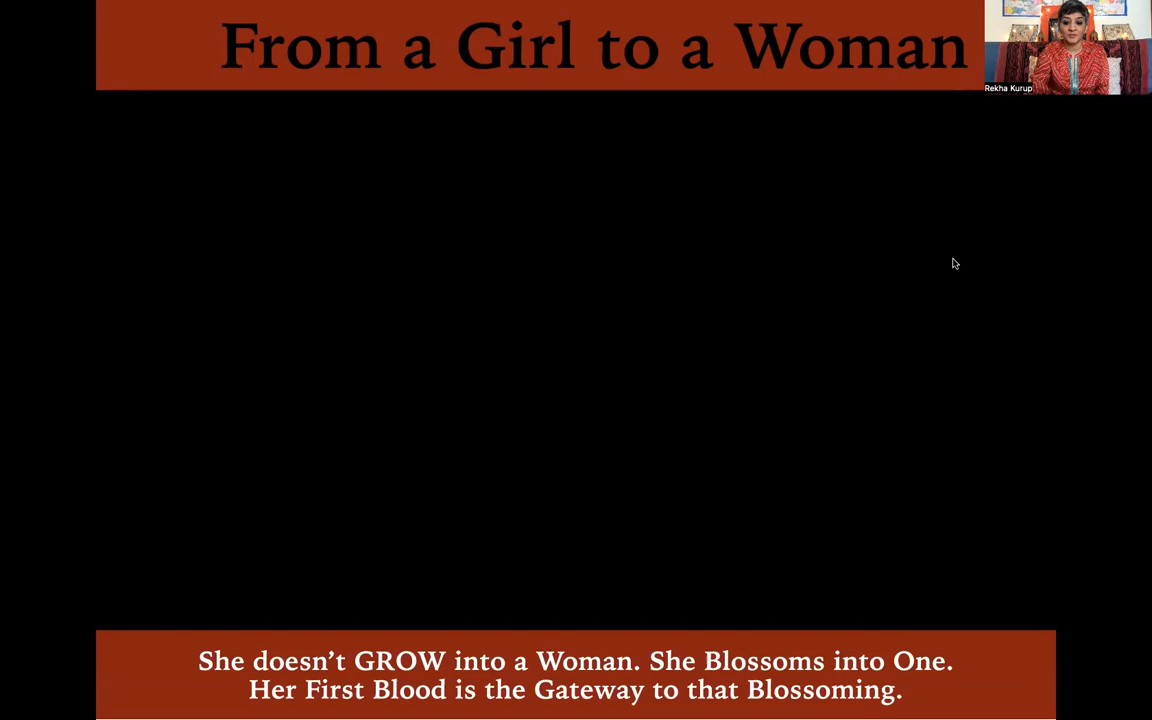 From a Girl to a Woman
Rekha Kurup
She doesn’t GROW into a Woman. She Blossoms into One.
Her First Blood is the Gateway to that Blossoming.